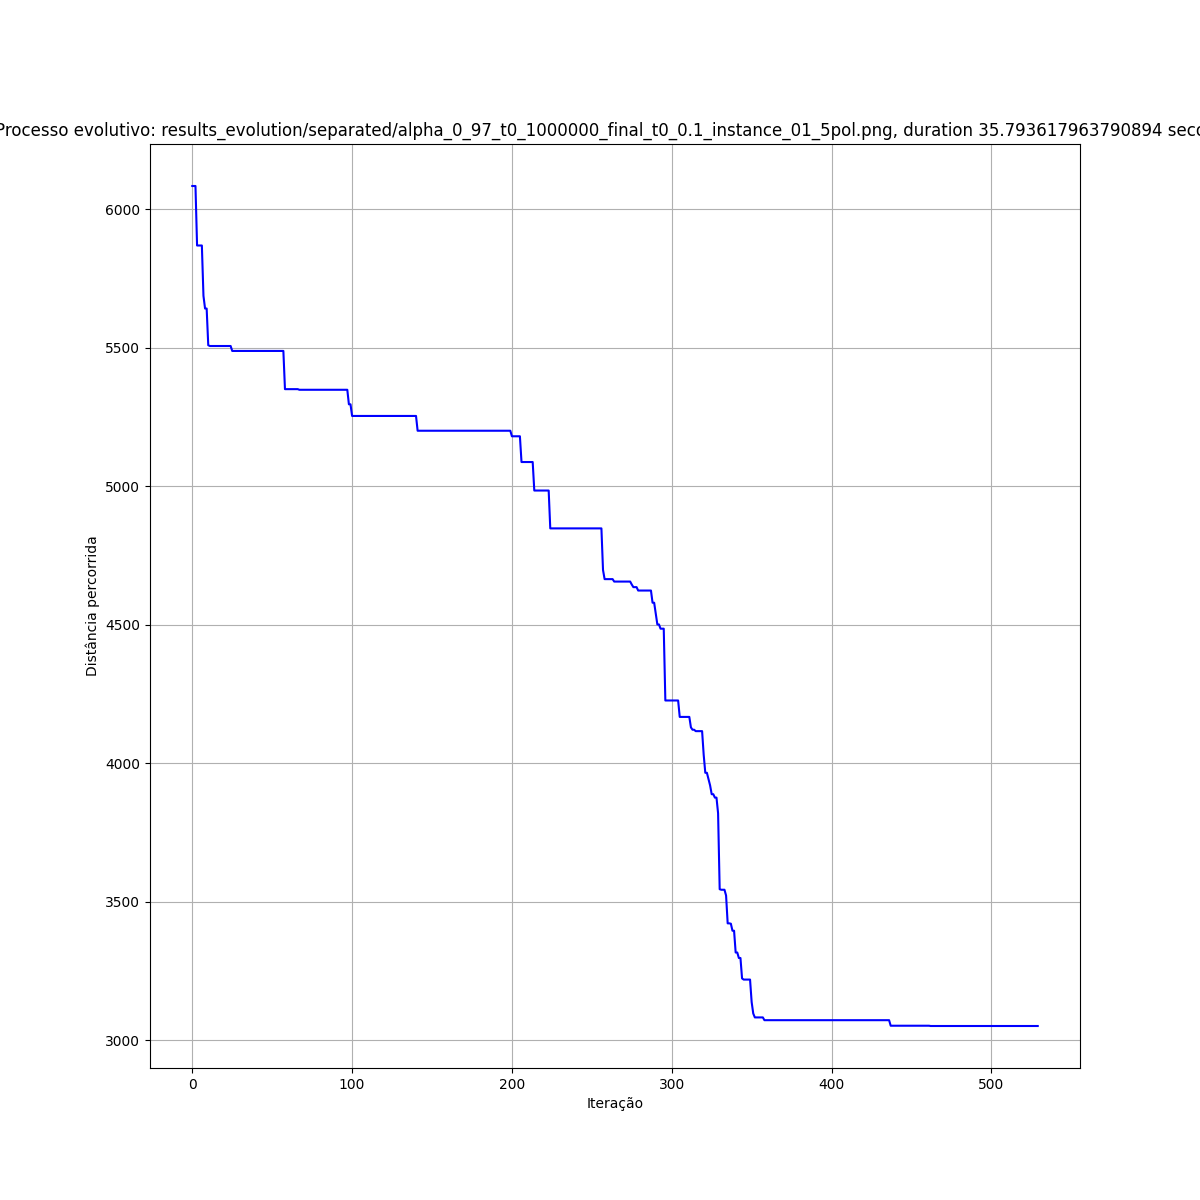 Processo evolutivo: results_evolution/separated/alpha_0_97_t0_1000000_final_t0_0.1_instance_01_5pol.png, duration 35.793617963790894 seco
6000
5500
5000
4500
4000
3500
3000
Distância percorrida
0 100 200 300 400 500
Iteração